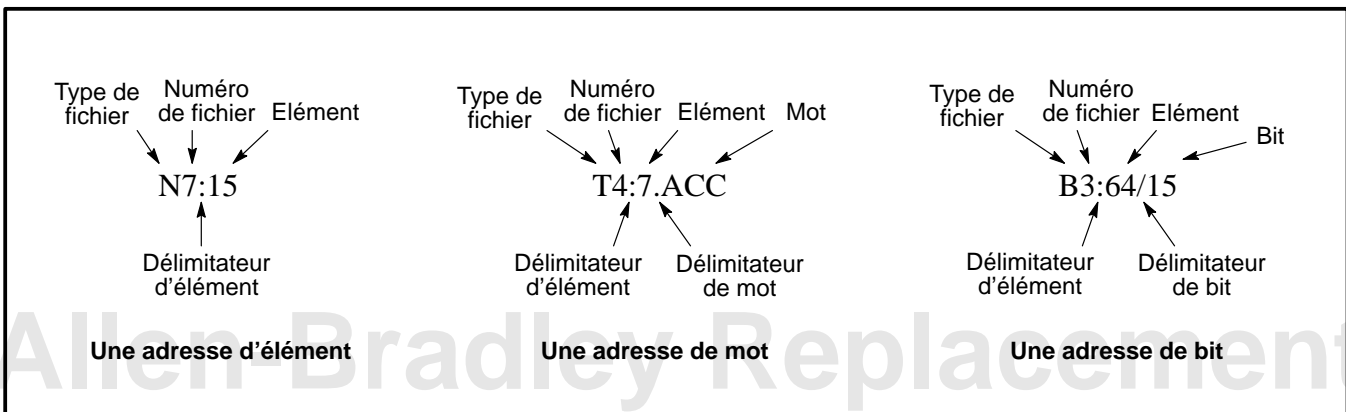 Type de
fichier
Numéro
de fichier
Elément
N7:15
Délimitateur
d'élément
Une adresse d'élément
Type de
fichier
Numéro
de fichier
Elément
Mot
T4:7.ACC
Délimitateur
d'élément
Délimitateur
de mot
Une adresse de mot
Type de
fichier
Numéro
de fichier
Elément
Bit
B3:64/15
Délimitateur
d'élément
Délimitateur
de bit
Une adresse de bit
Allen-Bradley Replacement